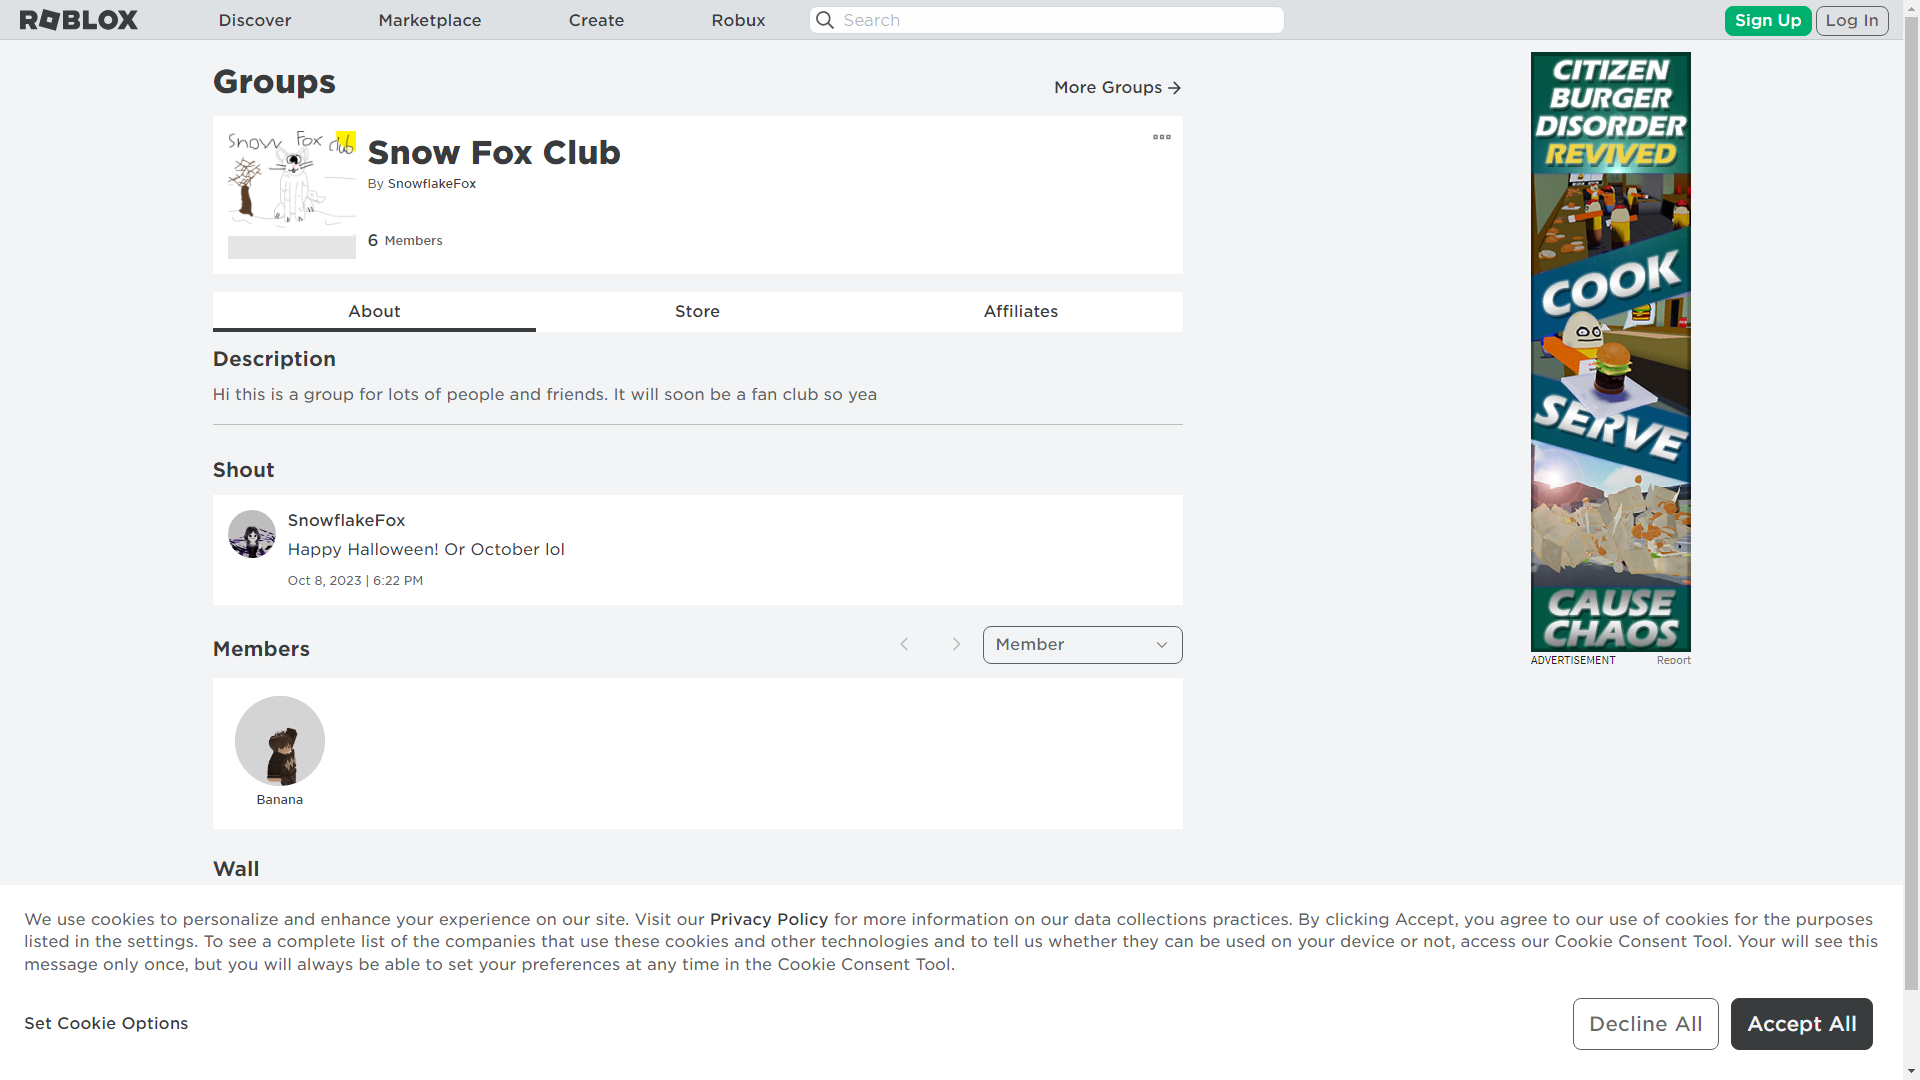 ROBLOX
Discover
Marketplace
Create
Robux
Search
Sign Up
Log In
Groups
More Groups
Snow Fox club
Snow Fox Club
By SnowflakeFox
6 Members
About
Store
Affiliates
Description
Hi this is a group for lots of people and friends. It will soon be a fan club so yea
Shout
SnowflakeFox
Happy Halloween! Or October lol
Oct 8, 2023 | 6:22 PM
Members
Member
Banana
Wall
CITIZEN
BURGER
DISORDER
REVIVED
COOK
SERVE
CAUSE
CHAOS
ADVERTISEMENT
Report
We use cookies to personalize and enhance your experience on our site. Visit our Privacy Policy for more information on our data collections practices. By clicking Accept, you agree to our use of cookies for the purposes
listed in the settings. To see a complete list of the companies that use these cookies and other technologies and to tell us whether they can be used on your device or not, access our Cookie Consent Tool. Your will see this
message only once, but you will always be able to set your preferences at any time in the Cookie Consent Tool.
Set Cookie Options
Decline All
Accept All